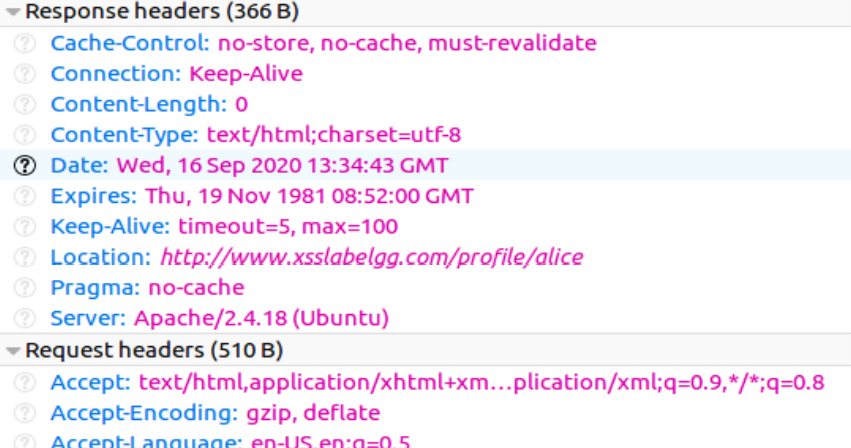 Response headers (366 B)
Cache-Control: no-store, no-cache, must-revalidate
Connection: Keep-Alive
Content-Length: 0
Content-Type: text/html;charset=utf-8
Date: Wed, 16 Sep 2020 13:34:43 GMT
Expires: Thu, 19 Nov 1981 08:52:00 GMT
Keep-Alive: timeout=5, max=100
Location: http://www.xsslabelgg.com/profile/alice
Pragma: no-cache
Server: Apache/2.4.18 (Ubuntu)
Request headers (510 B)
Accept: text/html,application/xhtml+xm…plication/xml;q=0.9,*/*;q=0.8
Accept-Encoding: gzip, deflate
Accept-Language: en-US,en;q=0.5